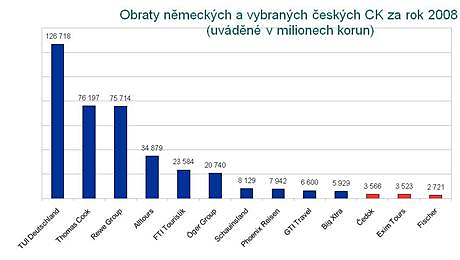 Obraty německých a vybraných českých CK za rok 2008
(uváděné v milionech korun)
126 718
76 197
75 714
34 879
23 584
20 740
8 129
7 942
6 600
5 929
3 566
3 523
2 721
TUI Deutschland
Thomas Cook
Rewe Group
Alltours
FTI Touristik
Öger Group
Schauinsland
Phoenix Reisen
GTI Travel
Big Xtra
Čedok
Exim Tours
Fischer